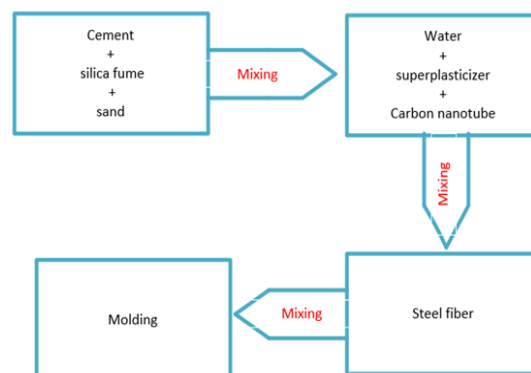 Cement
+
silica fume
+
sand
Mixing
Water
+
superplasticizer
+
Carbon nanotube
Mixing
Steel fiber
Mixing
Molding